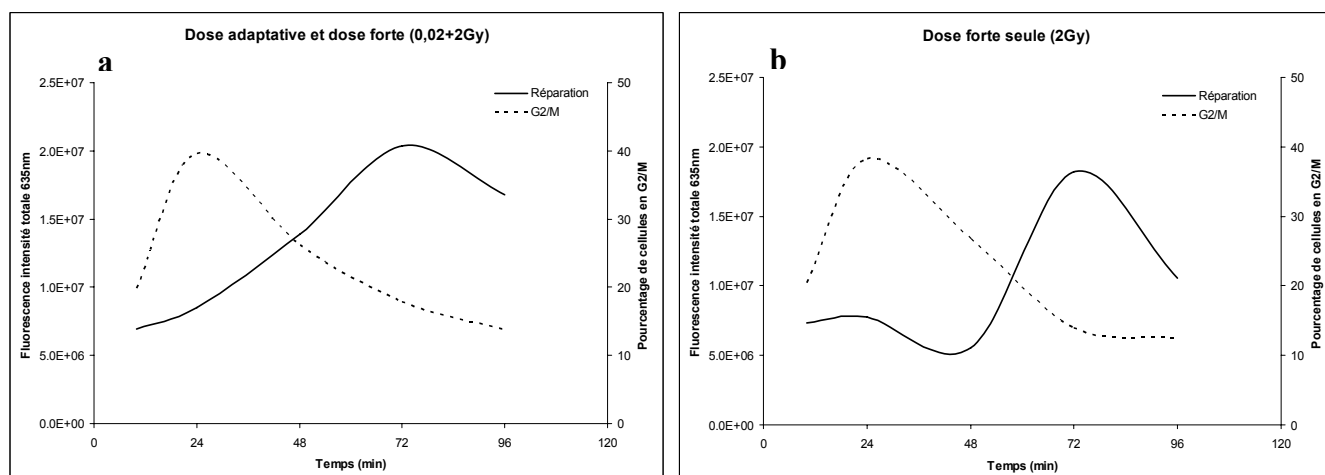 Dose adaptative et dose forte (0,02+2Gy)
a
Réparation
G2/M
2.5E+07
2.0E+07
1.5E+07
1.0E+07
5.0E+06
0.0E+00
50
40
30
20
10
0
0 24 48 72 96 120
Fluorescence intensité totale 635nm
Pourcentage de cellules en G2/M
Temps (min)
Dose forte seule (2Gy)
b
Réparation
G2/M
2.5E+07
2.0E+07
1.5E+07
1.0E+07
5.0E+06
0.0E+00
50
40
30
20
10
0
0 24 48 72 96 120
Fluorescence intensité totale 635nm
Pourcentage de cellules en G2/M
Temps (min)